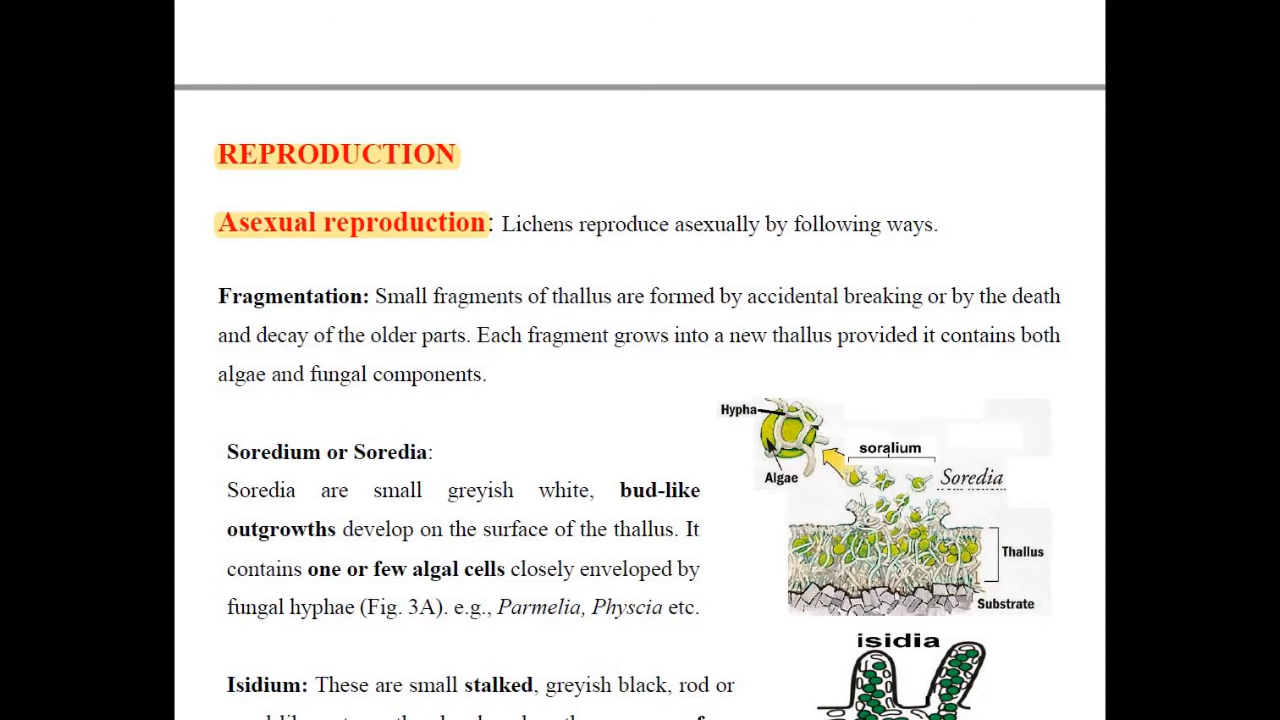 REPRODUCTION
Asexual reproduction: Lichens reproduce asexually by following ways.
Fragmentation: Small fragments of thallus are formed by accidental breaking or by the death
and decay of the older parts. Each fragment grows into a new thallus provided it contains both
algae and fungal components.
Soredium or Soredia:
Soredia are small greyish white, bud-like
outgrowths develop on the surface of the thallus. It
contains one or few algal cells closely enveloped by
fungal hyphae (Fig. 3A). e.g., Parmelia, Physcia etc.
Hypha
Algae
soralium
Soredia
Thallus
Substrate
isidia
Isidium: These are small stalked, greyish black, rod or